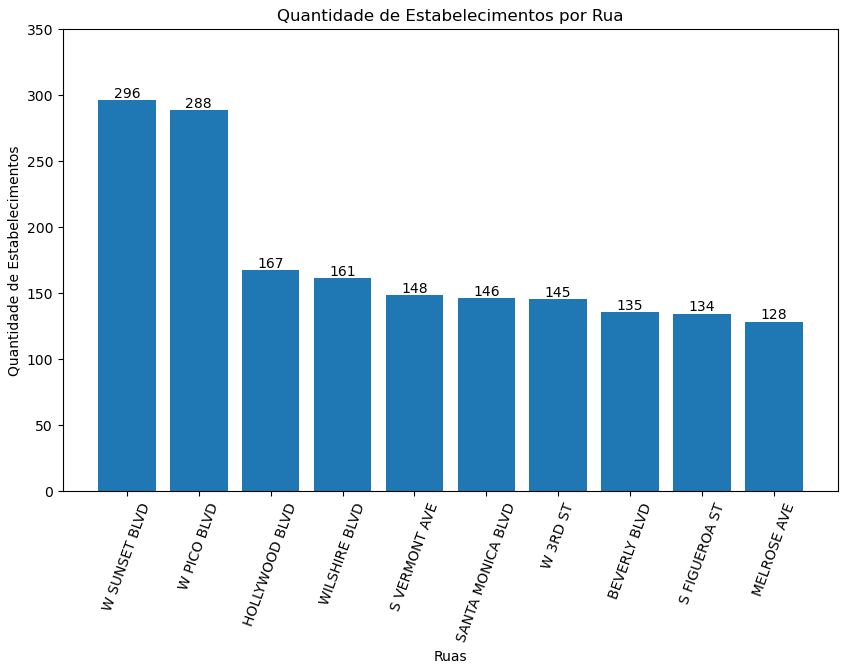 Quantidade de Estabelecimentos por Rua
Quantidade de Estabelecimentos
350
300
250
200
150
100
50
0
296
288
167
161
148
146
145
135
134
128
W SUNSET BLVD
W PICO BLVD
HOLLYWOOD BLVD
WILSHIRE BLVD
S VERMONT AVE
SANTA MONICA BLVD
W 3RD ST
BEVERLY BLVD
S FIGUEROA ST
MELROSE AVE
Ruas